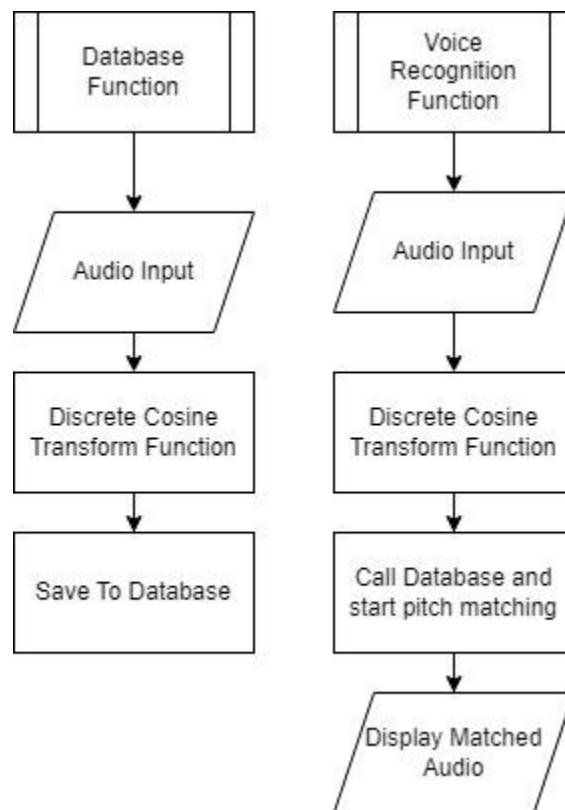 Database
Function
Audio Input
Discrete Cosine
Transform Function
Save To Database
Voice
Recognition
Function
Audio Input
Discrete Cosine
Transform Function
Call Database and
start pitch matching
Display Matched
Audio